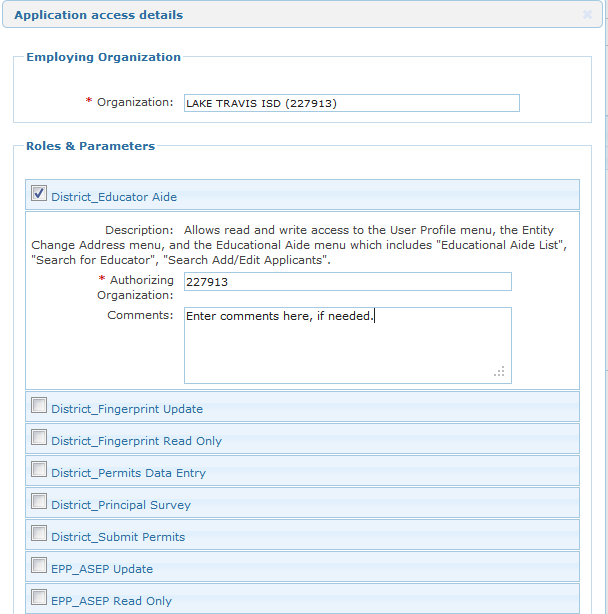 Application access details
Employing Organization
* Organization: LAKE TRAVIS ISD (227913)
Roles & Parameters
District_Educator Aide
Description: Allows read and write access to the User Profile menu, the Entity
Change Address menu, and the Educational Aide menu which includes "Educational Aide List",
"Search for Educator", "Search Add/Edit Applicants".
* Authorizing 227913
Organization:
Comments: Enter comments here, if needed.
District_Fingerprint Update
District_Fingerprint Read Only
District_Permits Data Entry
District_Principal Survey
District_Submit Permits
EPP_ASEP Update
EPP_ASEP Read Only